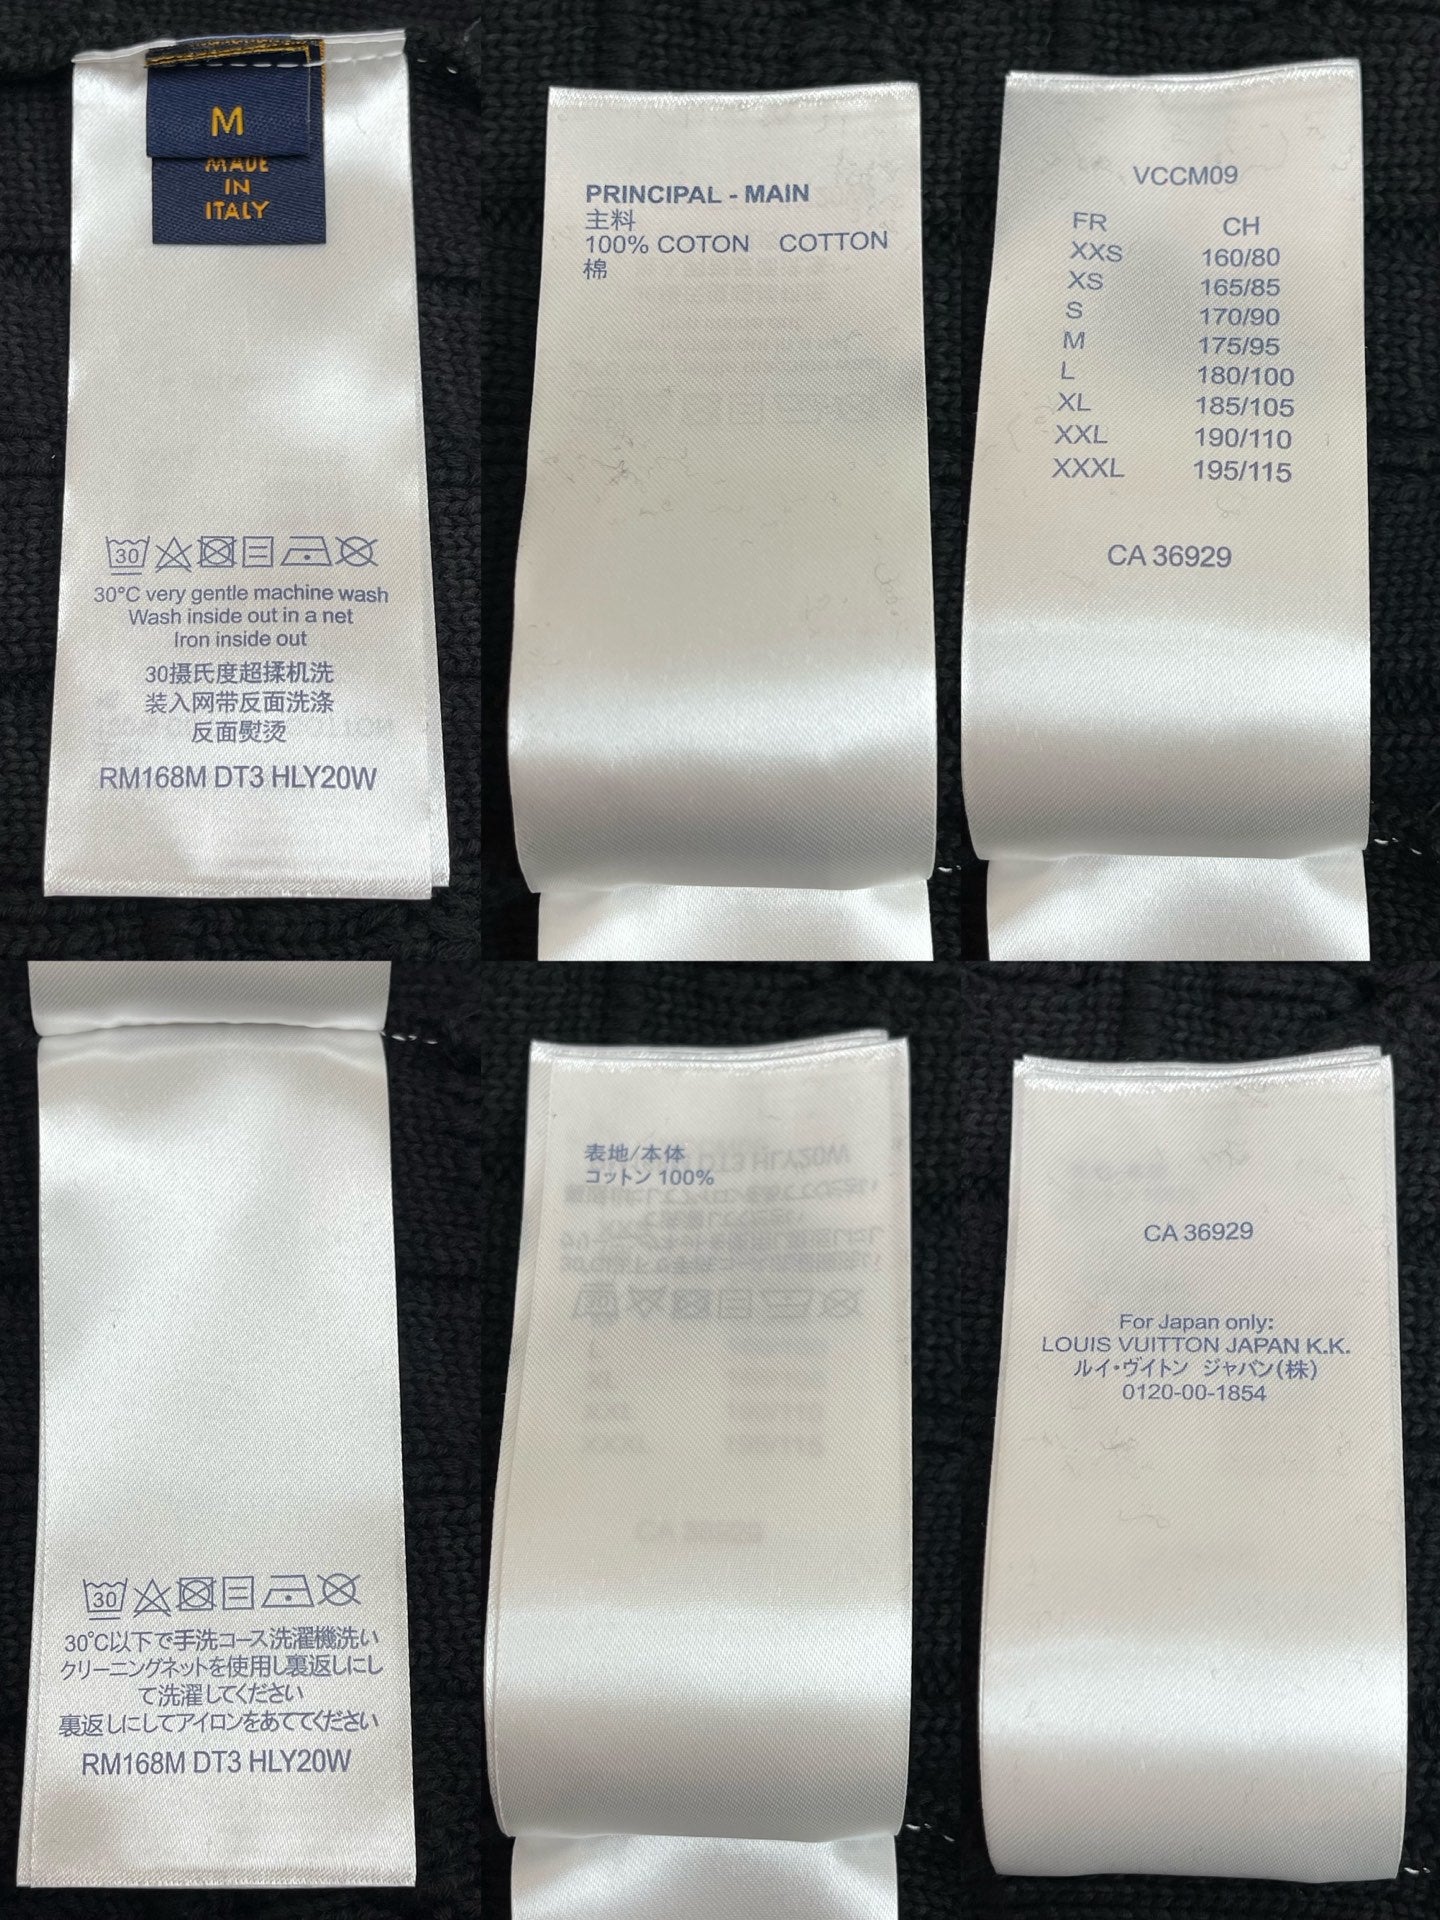 M
MADE
IN
ITALY
30
30°C very gentle machine wash
Wash inside out in a net
Iron inside out
30摄氏度超揉机洗
装入网带反面洗涤
反面熨烫
RM168M DT3 HLY20W
PRINCIPAL - MAIN
主料
100% COTON COTTON
棉
VCCM09
FR CH
XXS 160/80
XS 165/85
S 170/90
M 175/95
L 180/100
XL 185/105
XXL 190/110
XXXL 195/115
CA 36929
30
30℃以下で手洗コース洗濯機洗い
クリーニングネットを使用し裏返しにし
て洗濯してください
裏返しにしてアイロンをあててください
RM168M DT3 HLY20W
表地/本体
コットン 100%
CA 36929
For Japan only:
LOUIS VUITTON JAPAN K.K.
ルイ・ヴィトン ジャパン(株)
0120-00-1854